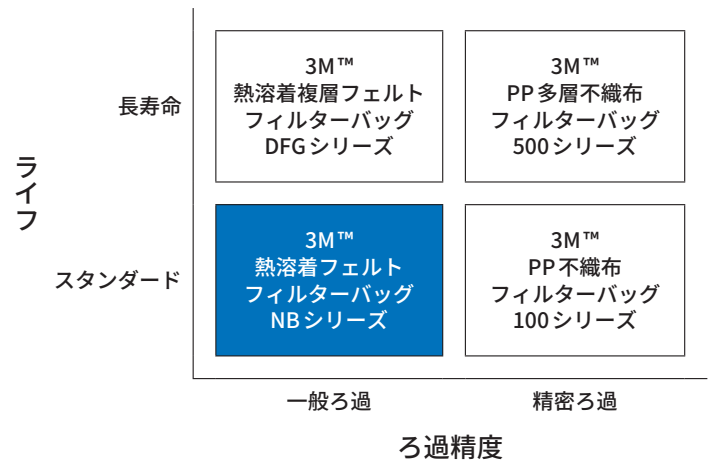 ライフ
長寿命
3M™
熱溶着複層フェルト
フィルターバッグ
DFGシリーズ
3M™
PP多層不織布
フィルターバッグ
500シリーズ
スタンダード
3M™
熱溶着フェルト
フィルターバッグ
NBシリーズ
3M™
PP不織布
フィルターバッグ
100シリーズ
一般ろ過
精密ろ過
ろ過精度